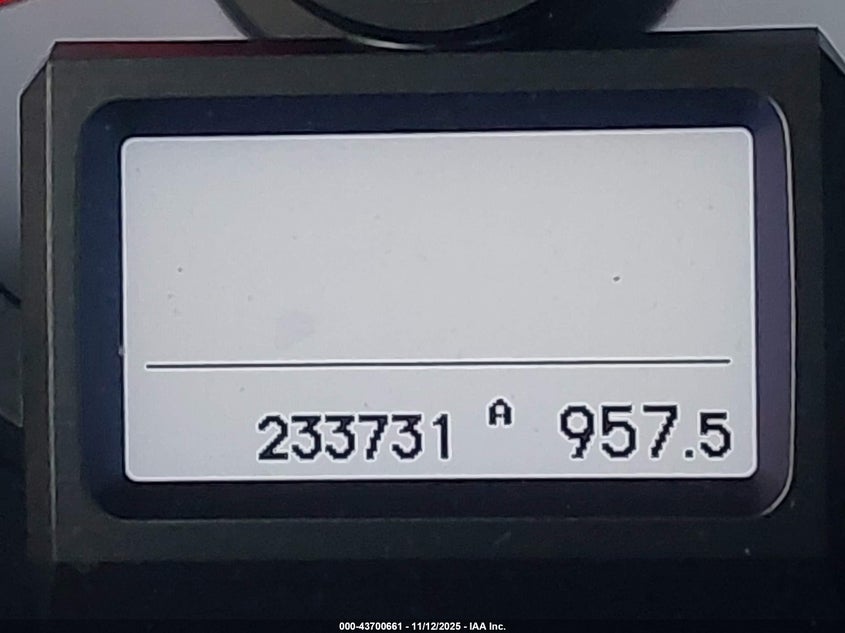 233731 A 957.5
000-43700661 - 11/12/2025 - IAA Inc.